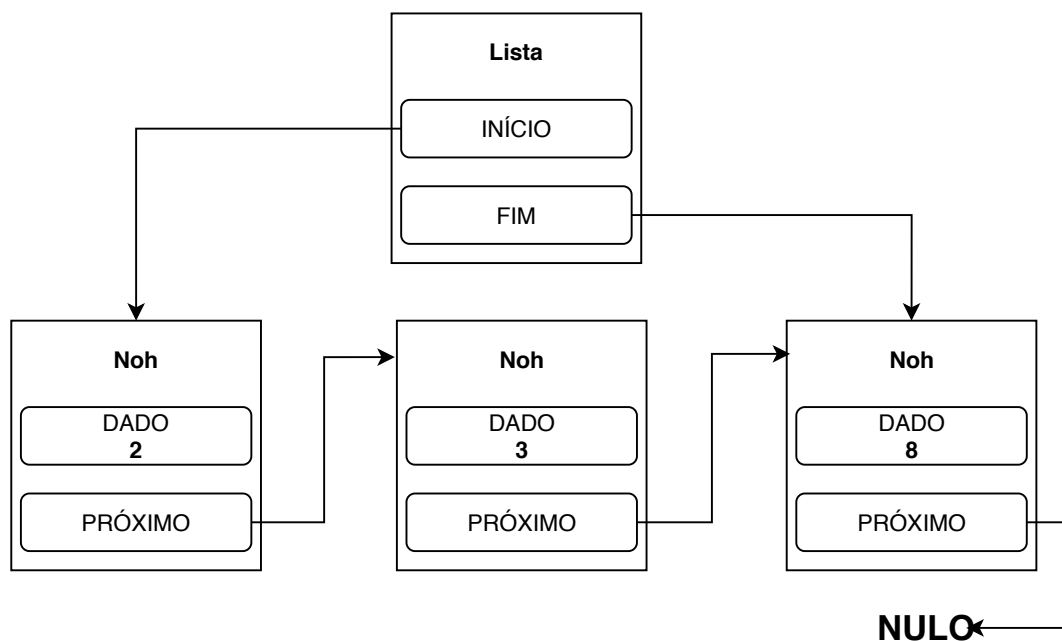 Lista
INÍCIO
FIM
Noh
DADO
2
PRÓXIMO
Noh
DADO
3
PRÓXIMO
Noh
DADO
8
PRÓXIMO
NULO